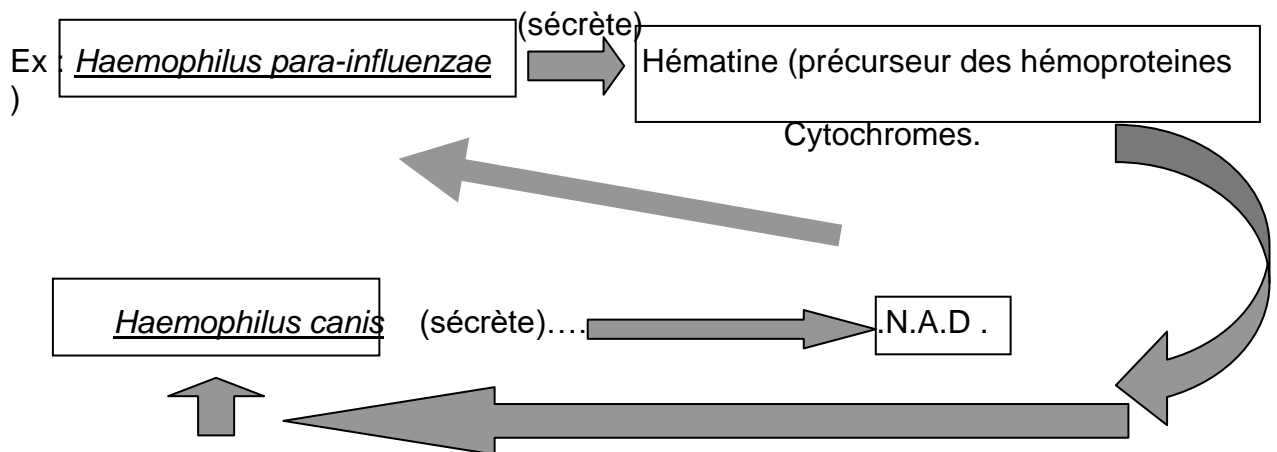 (sécrète)
Ex : Haemophilus para-influenzae Hématine (précurseur des hémoproteines
)
Cytochromes.
Haemophilus canis (sécrète)…. .N.A.D .